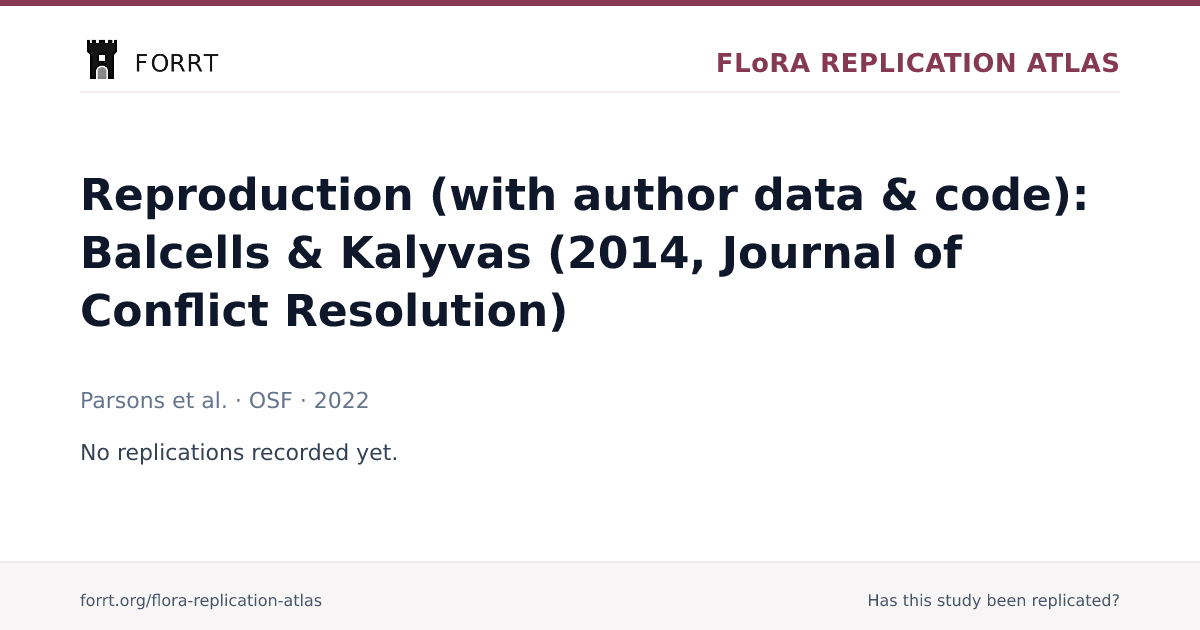 FORRT
FLoRA REPLICATION ATLAS
Reproduction (with author data & code):
Balcells & Kalyvas (2014, Journal of
Conflict Resolution)
Parsons et al. · OSF · 2022
No replications recorded yet.
forrt.org/flora-replication-atlas
Has this study been replicated?